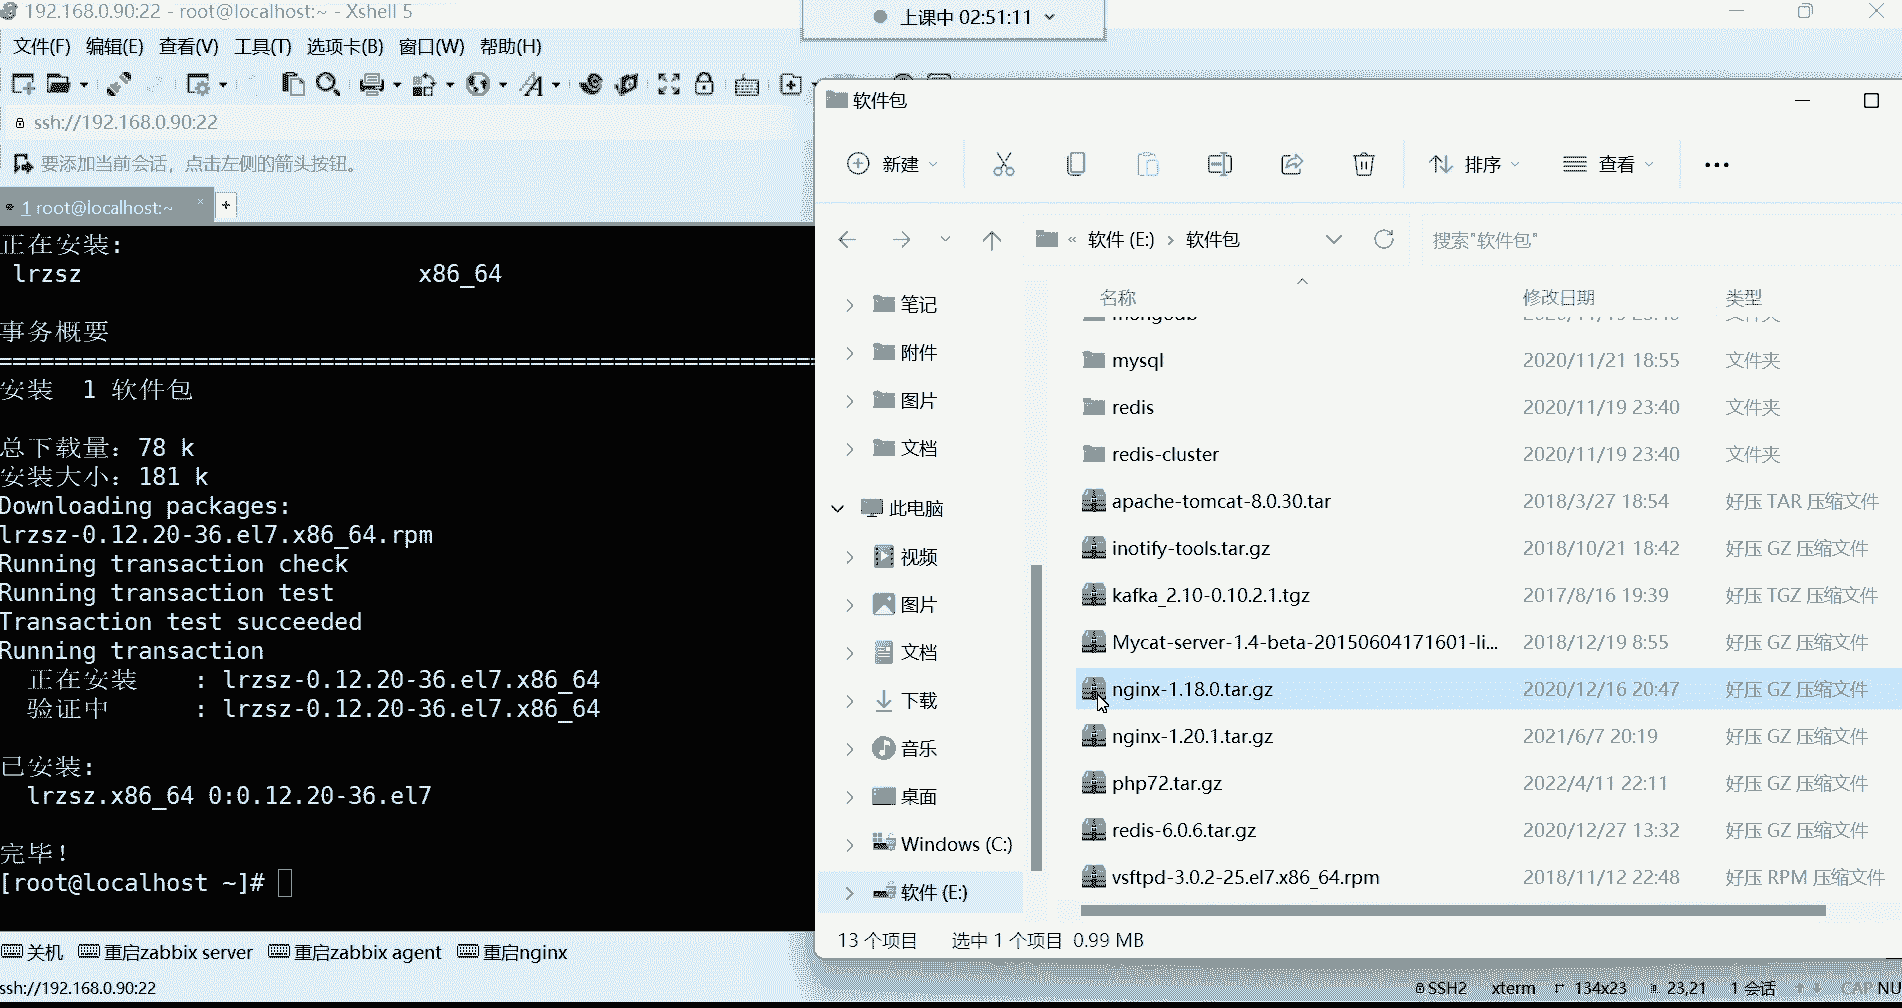 192.168.0.90:22 - root@localhost:~ - Xshell 5
上课中 02:51:11
文件(F) 编辑(E) 查看(V) 工具(T) 选项卡(B) 窗口(W) 帮助(H)
ssh://192.168.0.90:22
要添加当前会话，点击左侧的箭头按钮。
1 root@localhost:~
正在安装:
lrzsz x86_64
事务概要
================================================================
安装 1 软件包
总下载量：78 k
安装大小：181 k
Downloading packages:
lrzsz-0.12.20-36.el7.x86_64.rpm
Running transaction check
Running transaction test
Transaction test succeeded
Running transaction
正在安装 : lrzsz-0.12.20-36.el7.x86_64
验证中 : lrzsz-0.12.20-36.el7.x86_64
已安装:
lrzsz.x86_64 0:0.12.20-36.el7
完毕！
[root@localhost ~]#
关机 重启zabbix server 重启zabbix agent 重启nginx
ssh://192.168.0.90:22
软件包
新建 排序 查看
« 软件 (E:) › 软件包
搜索"软件包"
笔记
附件
图片
文档
此电脑
视频
图片
文档
下载
音乐
桌面
Windows (C:)
软件 (E:)
名称 修改日期 类型
mongodb
mysql 2020/11/21 18:55 文件夹
redis 2020/11/19 23:40 文件夹
redis-cluster 2020/11/19 23:40 文件夹
apache-tomcat-8.0.30.tar 2018/3/27 18:54 好压 TAR 压缩文件
inotify-tools.tar.gz 2018/10/21 18:42 好压 GZ 压缩文件
kafka_2.10-0.10.2.1.tgz 2017/8/16 19:39 好压 TGZ 压缩文件
Mycat-server-1.4-beta-20150604171601-li... 2018/12/19 8:55 好压 GZ 压缩文件
nginx-1.18.0.tar.gz 2020/12/16 20:47 好压 GZ 压缩文件
nginx-1.20.1.tar.gz 2021/6/7 20:19 好压 GZ 压缩文件
php72.tar.gz 2022/4/11 22:11 好压 GZ 压缩文件
redis-6.0.6.tar.gz 2020/12/27 13:32 好压 GZ 压缩文件
vsftpd-3.0.2-25.el7.x86_64.rpm 2018/11/12 22:48 好压 RPM 压缩文件
13 个项目 选中 1 个项目 0.99 MB
SSH2 xterm 134x23 23,21 1 会话 CAP NU